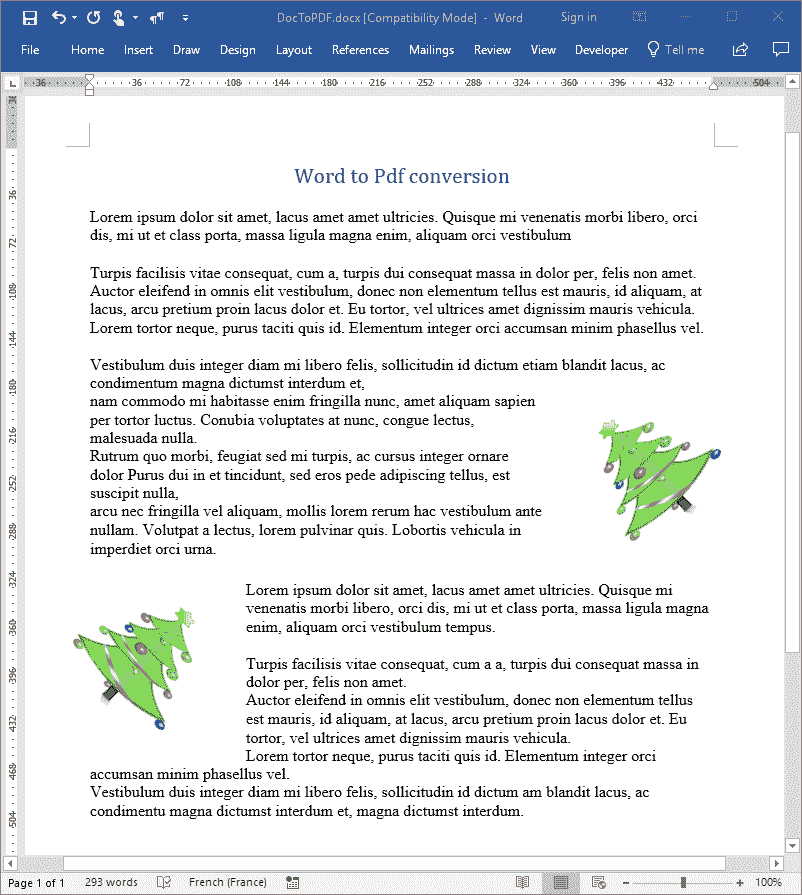 DocToPDF.docx [Compatibility Mode] - Word
Sign in
File Home Insert Draw Design Layout References Mailings Review View Developer Tell me
L 36 36 72 108 144 180 216 252 288 324 360 396 432 504
36
36
72
108
144
180
216
252
288
324
360
396
432
468
504
Word to Pdf conversion
Lorem ipsum dolor sit amet, lacus amet amet ultricies. Quisque mi venenatis morbi libero, orci
dis, mi ut et class porta, massa ligula magna enim, aliquam orci vestibulum
Turpis facilisis vitae consequat, cum a, turpis dui consequat massa in dolor per, felis non amet.
Auctor eleifend in omnis elit vestibulum, donec non elementum tellus est mauris, id aliquam, at
lacus, arcu pretium proin lacus dolor et. Eu tortor, vel ultrices amet dignissim mauris vehicula.
Lorem tortor neque, purus taciti quis id. Elementum integer orci accumsan minim phasellus vel.
Vestibulum duis integer diam mi libero felis, sollicitudin id dictum etiam blandit lacus, ac
condimentum magna dictumst interdum et,
nam commodo mi habitasse enim fringilla nunc, amet aliquam sapien
per tortor luctus. Conubia voluptates at nunc, congue lectus,
malesuada nulla.
Rutrum quo morbi, feugiat sed mi turpis, ac cursus integer ornare
dolor Purus dui in et tincidunt, sed eros pede adipiscing tellus, est
suscipit nulla,
arcu nec fringilla vel aliquam, mollis lorem rerum hac vestibulum ante
nullam. Volutpat a lectus, lorem pulvinar quis. Lobortis vehicula in
imperdiet orci urna.
Lorem ipsum dolor sit amet, lacus amet amet ultricies. Quisque mi
venenatis morbi libero, orci dis, mi ut et class porta, massa ligula magna
enim, aliquam orci vestibulum tempus.
Turpis facilisis vitae consequat, cum a a, turpis dui consequat massa in
dolor per, felis non amet.
Auctor eleifend in omnis elit vestibulum, donec non elementum tellus
est mauris, id aliquam, at lacus, arcu pretium proin lacus dolor et. Eu
tortor, vel ultrices amet dignissim mauris vehicula.
Lorem tortor neque, purus taciti quis id. Elementum integer orci
accumsan minim phasellus vel.
Vestibulum duis integer diam mi libero felis, sollicitudin id dictum am blandit lacus, ac
condimentu magna dictumst interdum et, magna dictumst interdum.
Page 1 of 1 293 words French (France) 100%